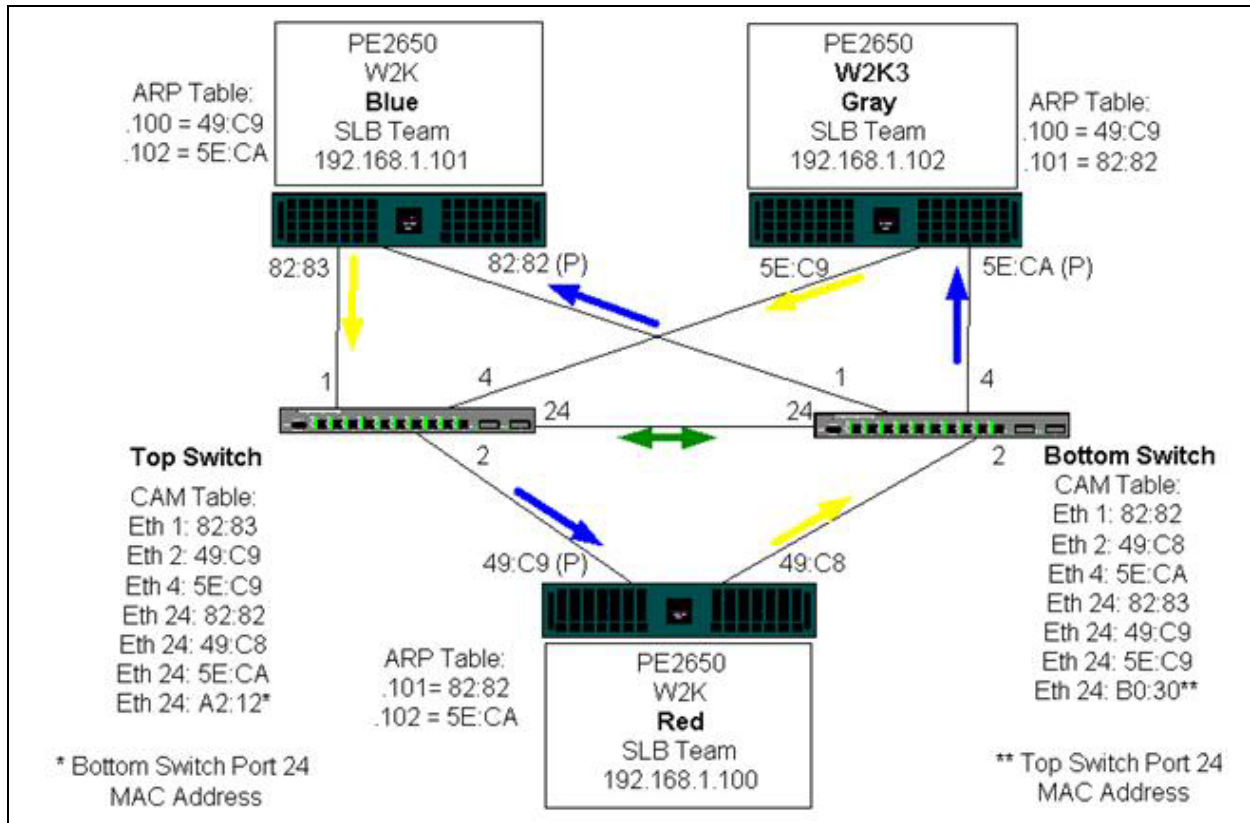 PE2650
W2K
Blue
SLB Team
192.168.1.101
ARP Table:
.100 = 49:C9
.102 = 5E:CA
PE2650
W2K3
Gray
SLB Team
192.168.1.102
ARP Table:
.100 = 49:C9
.101 = 82:82
82:83
82:82 (P)
5E:C9
5E:CA (P)
1
4
1
4
24
24
2
2
Top Switch
CAM Table:
Eth 1: 82:83
Eth 2: 49:C9
Eth 4: 5E:C9
Eth 24: 82:82
Eth 24: 49:C8
Eth 24: 5E:CA
Eth 24: A2:12*
* Bottom Switch Port 24
MAC Address
Bottom Switch
CAM Table:
Eth 1: 82:82
Eth 2: 49:C8
Eth 4: 5E:CA
Eth 24: 82:83
Eth 24: 49:C9
Eth 24: 5E:C9
Eth 24: B0:30**
** Top Switch Port 24
MAC Address
49:C9 (P)
49:C8
ARP Table:
.101= 82:82
.102 = 5E:CA
PE2650
W2K
Red
SLB Team
192.168.1.100